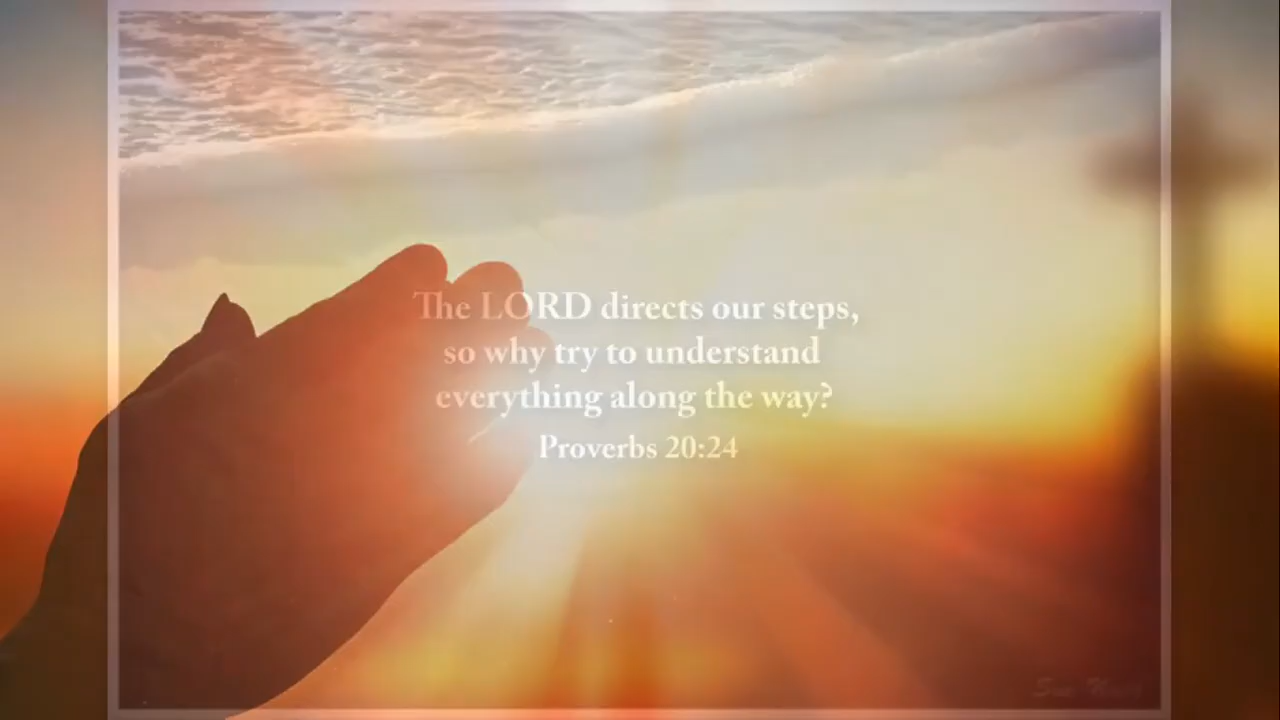 The LORD directs our steps,
so why try to understand
everything along the way?
Proverbs 20:24